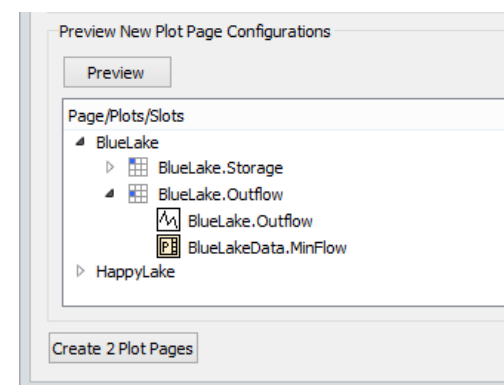 Preview New Plot Page Configurations
Preview
Page/Plots/Slots
BlueLake
BlueLake.Storage
BlueLake.Outflow
BlueLake.Outflow
BlueLakeData.MinFlow
HappyLake
Create 2 Plot Pages